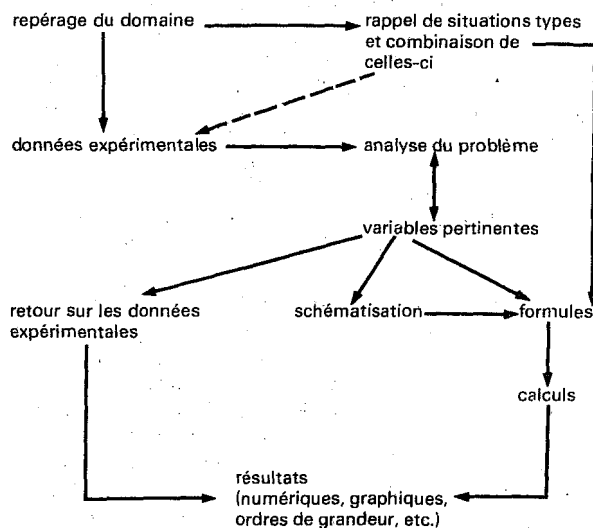 repérage du domaine
rappel de situations types
et combinaison de
celles-ci
données expérimentales
analyse du problème
variables pertinentes
retour sur les données
expérimentales
schématisation
formules
calculs
résultats
(numériques, graphiques,
ordres de grandeur, etc.)